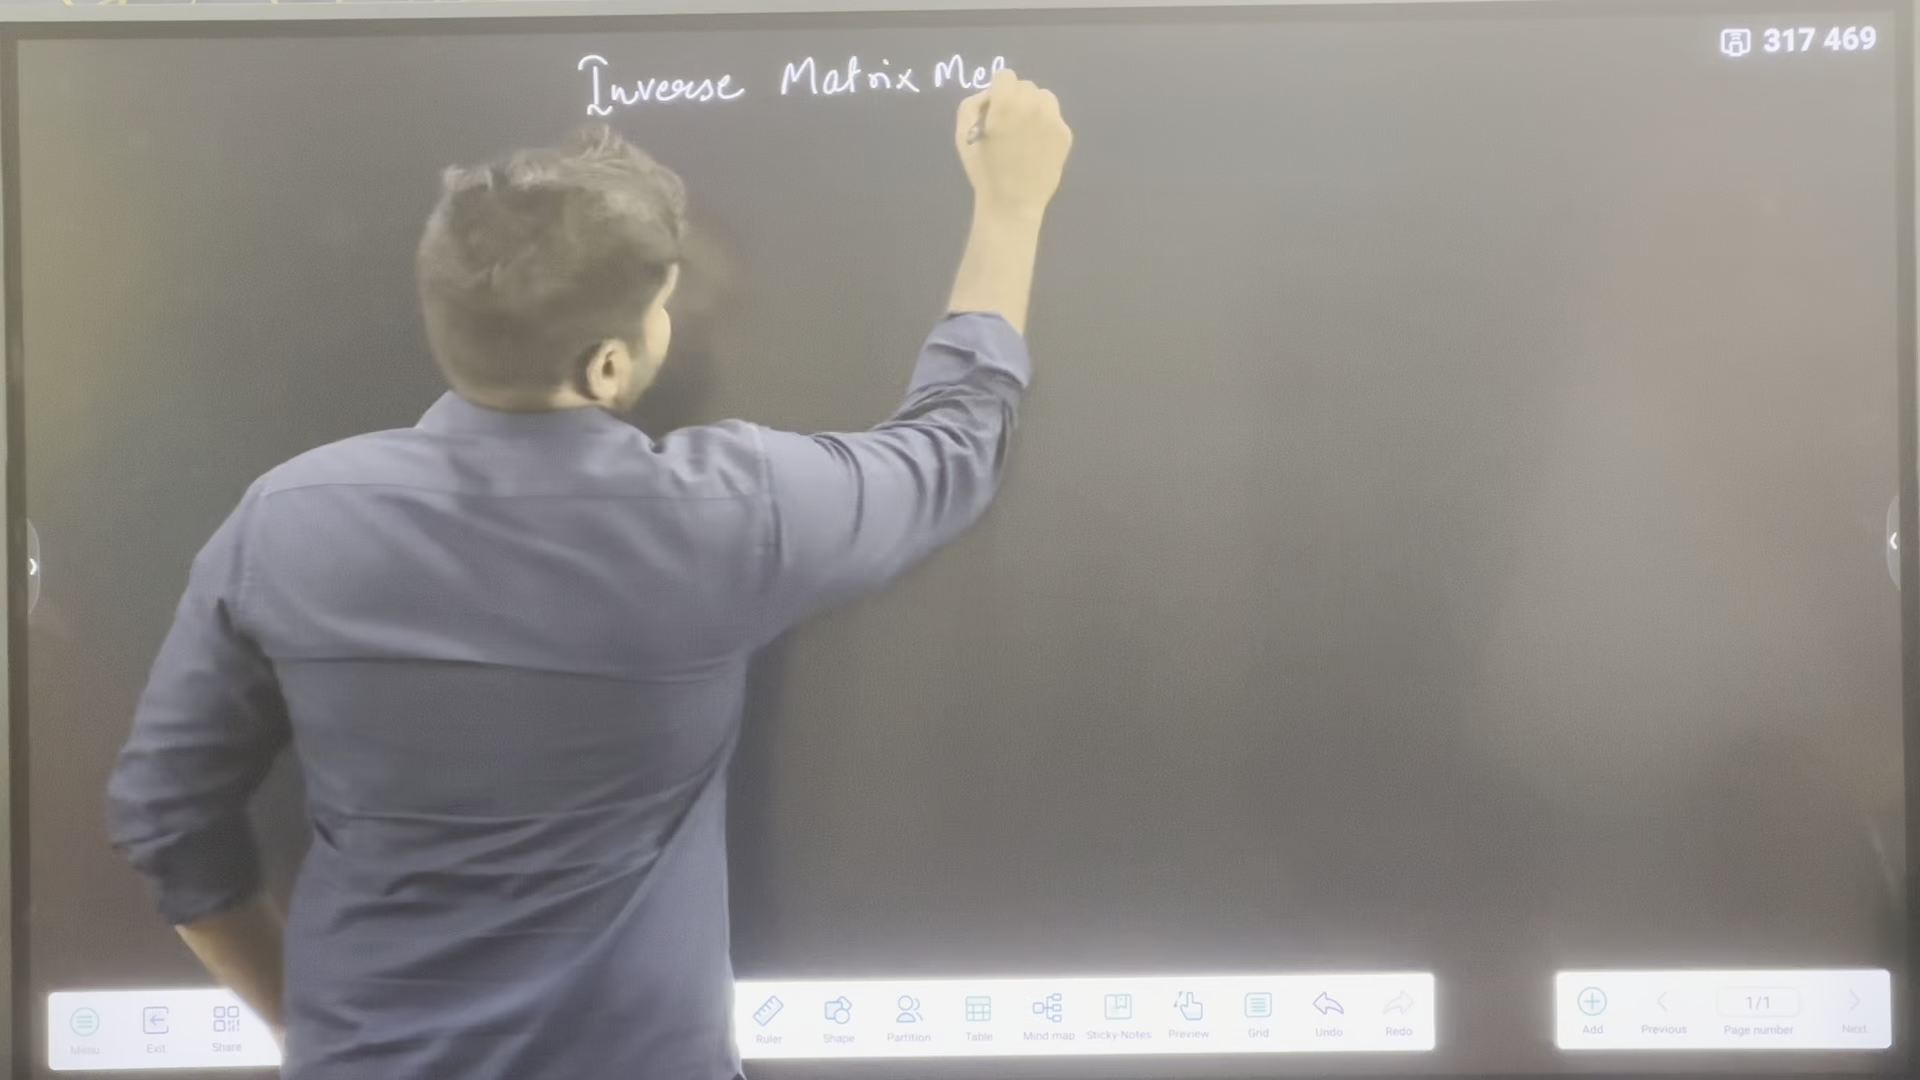 317 469
Inverse Matrix Met
Menu Exit Share Ruler Shape Partition Table Mind map Sticky-Notes Preview Grid Undo Redo Add Previous 1/1 Page number Next